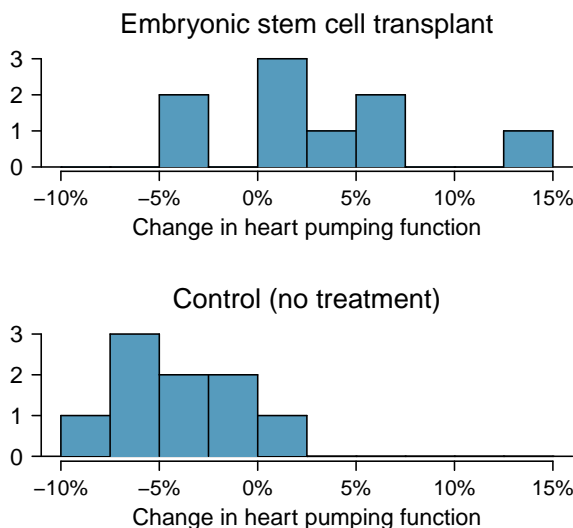 Embryonic stem cell transplant
3
2
1
0
−10% −5% 0% 5% 10% 15%
Change in heart pumping function
Control (no treatment)
3
2
1
0
−10% −5% 0% 5% 10% 15%
Change in heart pumping function